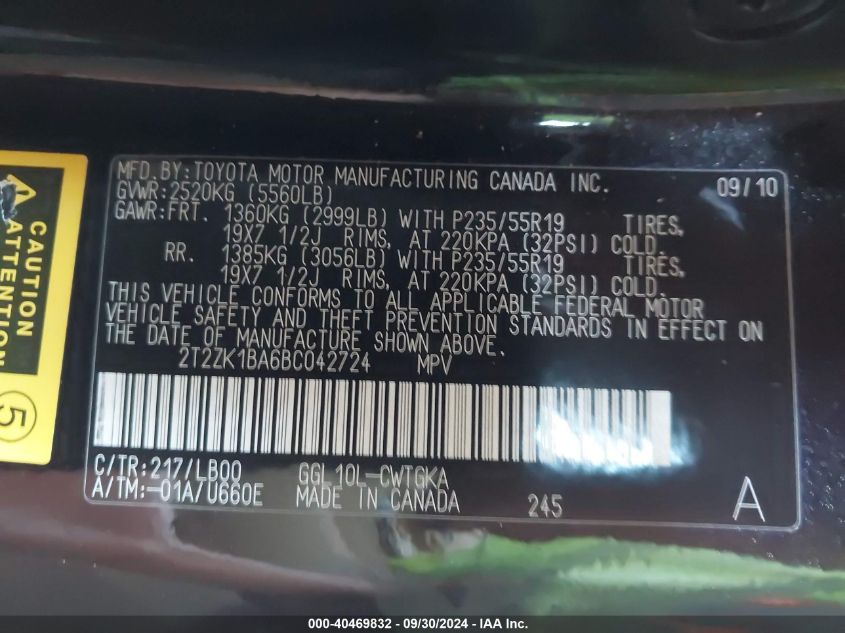 MFD.BY:TOYOTA MOTOR MANUFACTURING CANADA INC. 09/10
GVWR:2520KG (5560LB)
GAWR:FRT. 1360KG (2999LB) WITH P235/55R19 TIRES,
19X7 1/2J RIMS, AT 220KPA (32PSI) COLD.
RR. 1385KG (3056LB) WITH P235/55R19 TIRES,
19X7 1/2J RIMS, AT 220KPA (32PSI) COLD.
THIS VEHICLE CONFORMS TO ALL APPLICABLE FEDERAL MOTOR
VEHICLE SAFETY AND THEFT PREVENTION STANDARDS IN EFFECT ON
THE DATE OF MANUFACTURE SHOWN ABOVE.
2T2ZK1BA6BC042724 MPV
C/TR:217/LB00 GGL10L-CWTGKA
A/TM:-01A/U660E MADE IN CANADA 245 A
CAUTION
ATTENTION
5
000-40469832 - 09/30/2024 - IAAI.com